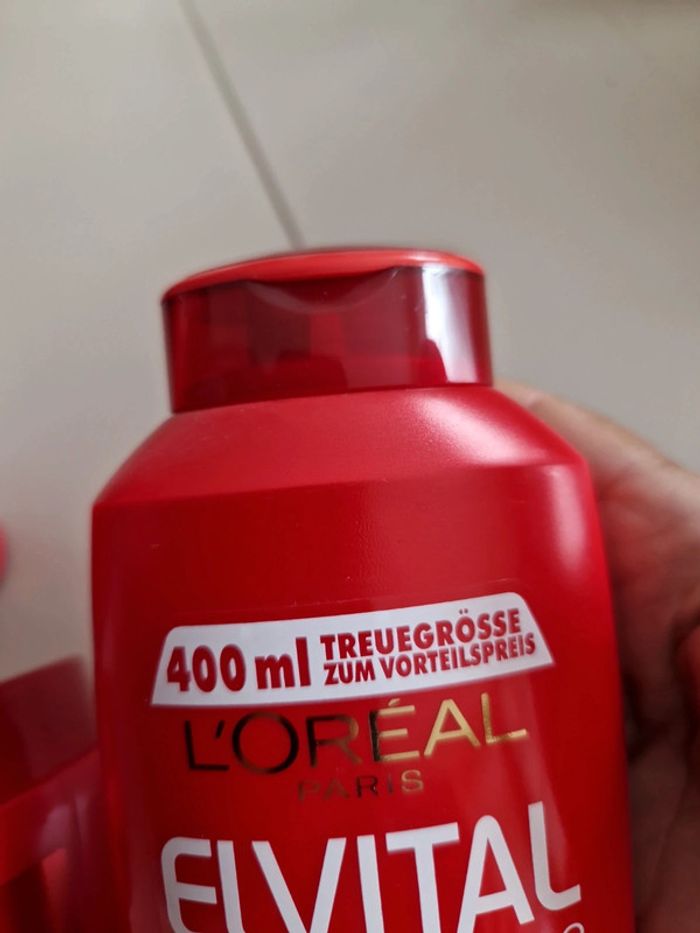 400 ml TREUEGRÖSSE
ZUM VORTEILSPREIS
L'ORÉAL
PARIS
ELVITAL